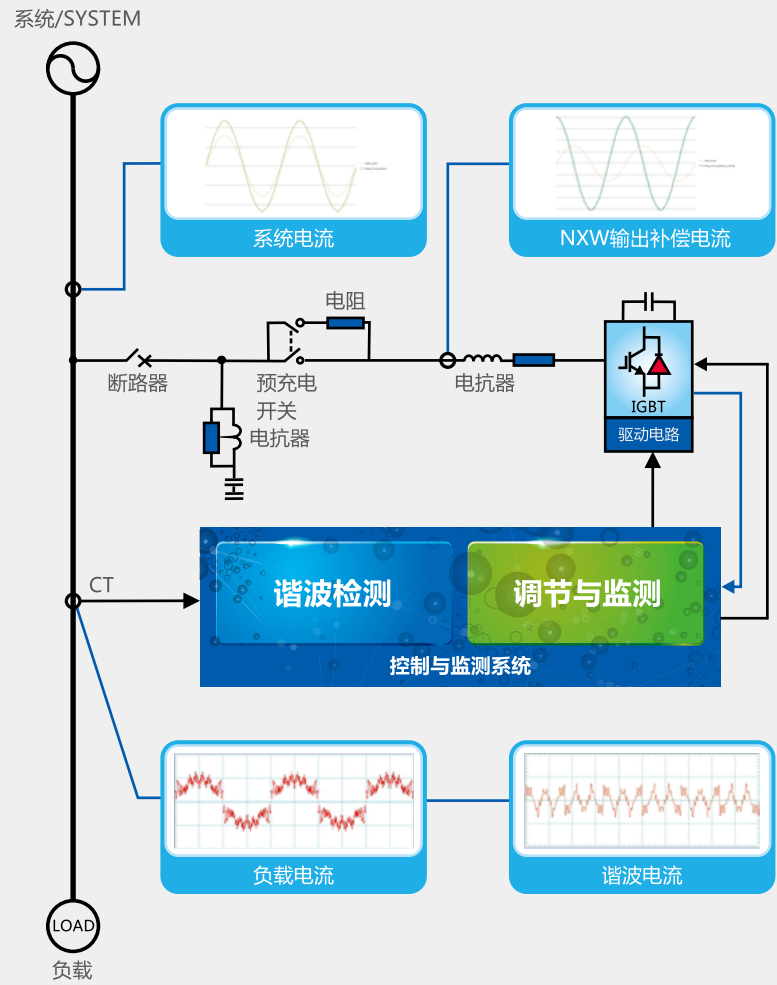 系统/SYSTEM
系统电流
NXW输出补偿电流
电阻
断路器
预充电
开关
电抗器
电抗器
IGBT
驱动电路
CT
谐波检测
调节与监测
控制与监测系统
负载电流
谐波电流
LOAD
负载